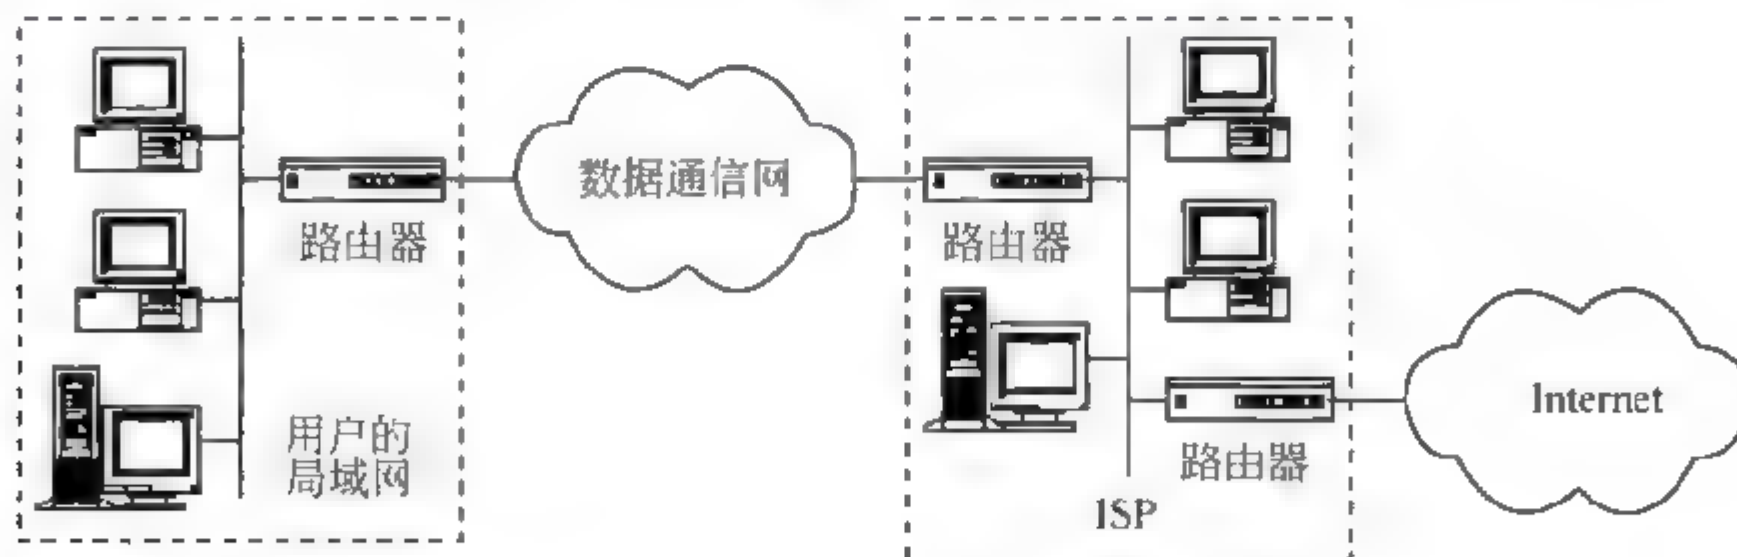 数据通信网
路由器
用户的
局域网
路由器
路由器
ISP
Internet